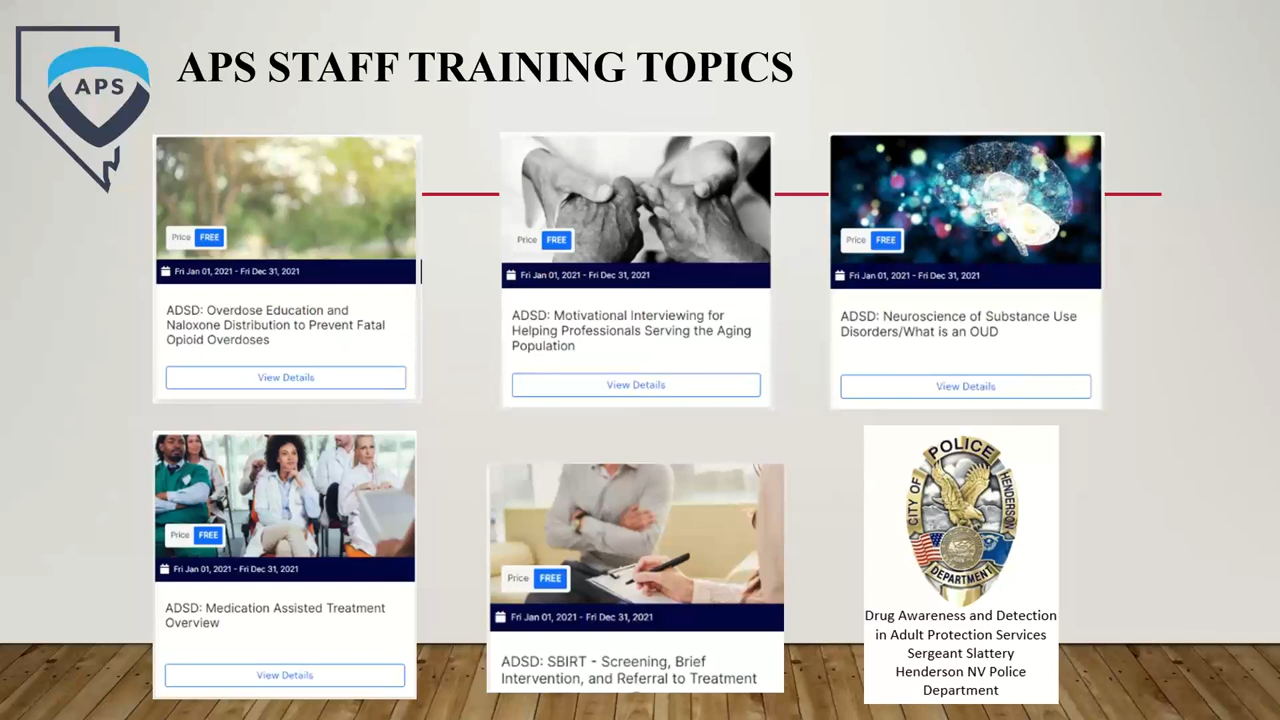 APS
APS STAFF TRAINING TOPICS
Price FREE
Fri Jan 01, 2021 - Fri Dec 31, 2021
ADSD: Overdose Education and
Naloxone Distribution to Prevent Fatal
Opioid Overdoses
View Details
Price FREE
Fri Jan 01, 2021 - Fri Dec 31, 2021
ADSD: Motivational Interviewing for
Helping Professionals Serving the Aging
Population
View Details
Price FREE
Fri Jan 01, 2021 - Fri Dec 31, 2021
ADSD: Neuroscience of Substance Use
Disorders/What is an OUD
View Details
Price FREE
Fri Jan 01, 2021 - Fri Dec 31, 2021
ADSD: Medication Assisted Treatment
Overview
View Details
Price FREE
Fri Jan 01, 2021 - Fri Dec 31, 2021
ADSD: SBIRT - Screening, Brief
Intervention, and Referral to Treatment
POLICE
CITY OF
HENDERSON
DEPARTMENT
Drug Awareness and Detection
in Adult Protection Services
Sergeant Slattery
Henderson NV Police
Department